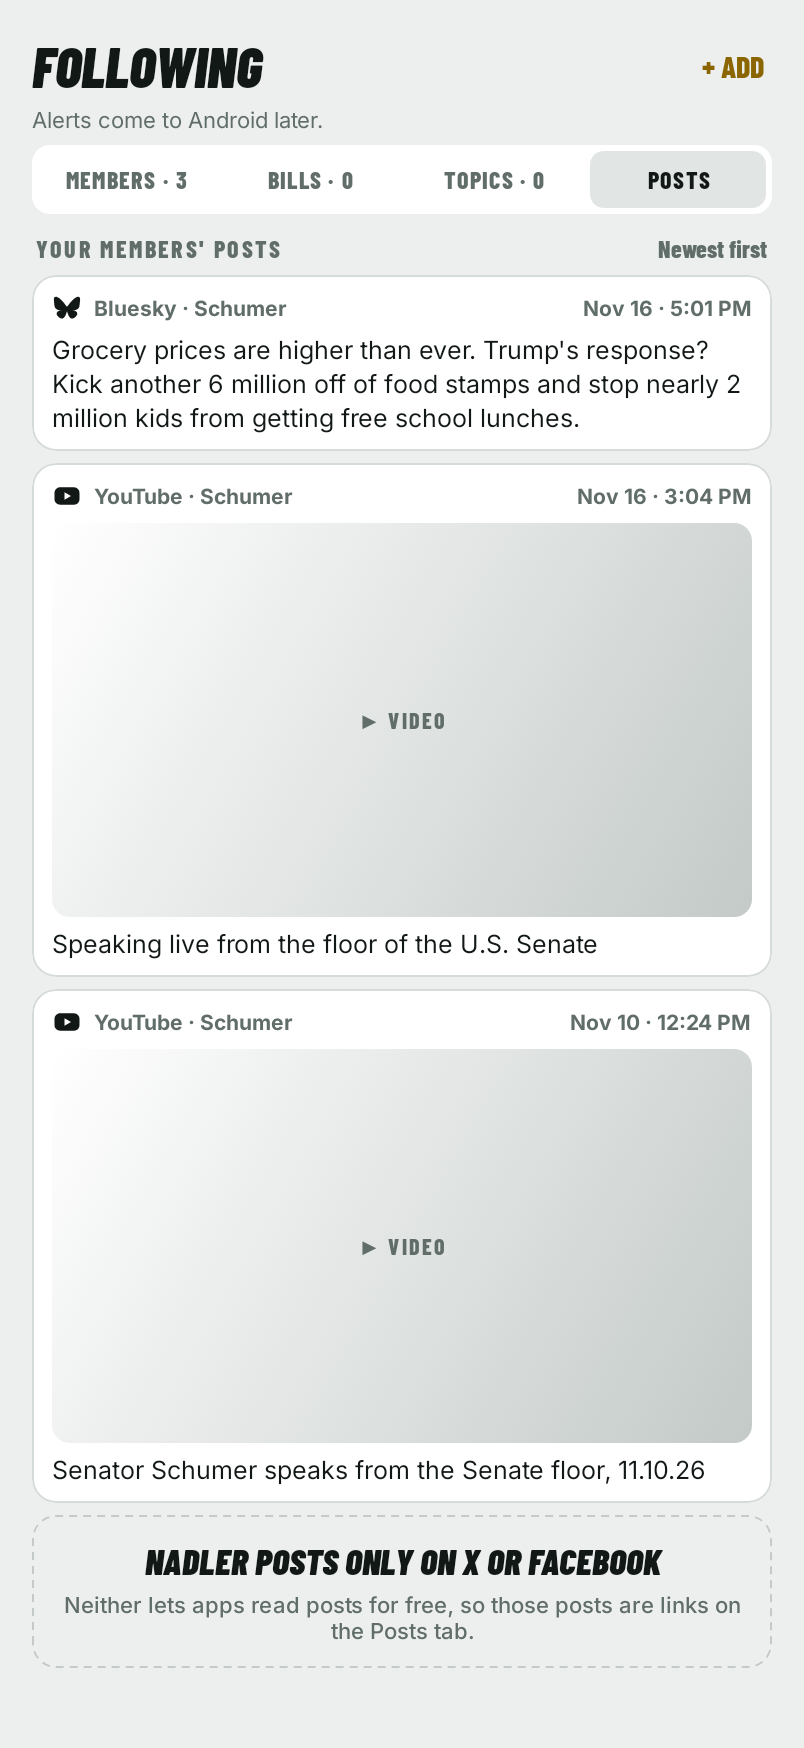 FOLLOWING
+ ADD
Alerts come to Android later.
MEMBERS · 3
BILLS · 0
TOPICS · 0
POSTS
YOUR MEMBERS' POSTS
Newest first
Bluesky · Schumer
Nov 16 · 5:01 PM
Grocery prices are higher than ever. Trump's response?
Kick another 6 million off of food stamps and stop nearly 2
million kids from getting free school lunches.
YouTube · Schumer
Nov 16 · 3:04 PM
▶ VIDEO
Speaking live from the floor of the U.S. Senate
YouTube · Schumer
Nov 10 · 12:24 PM
▶ VIDEO
Senator Schumer speaks from the Senate floor, 11.10.26
NADLER POSTS ONLY ON X OR FACEBOOK
Neither lets apps read posts for free, so those posts are links on
the Posts tab.